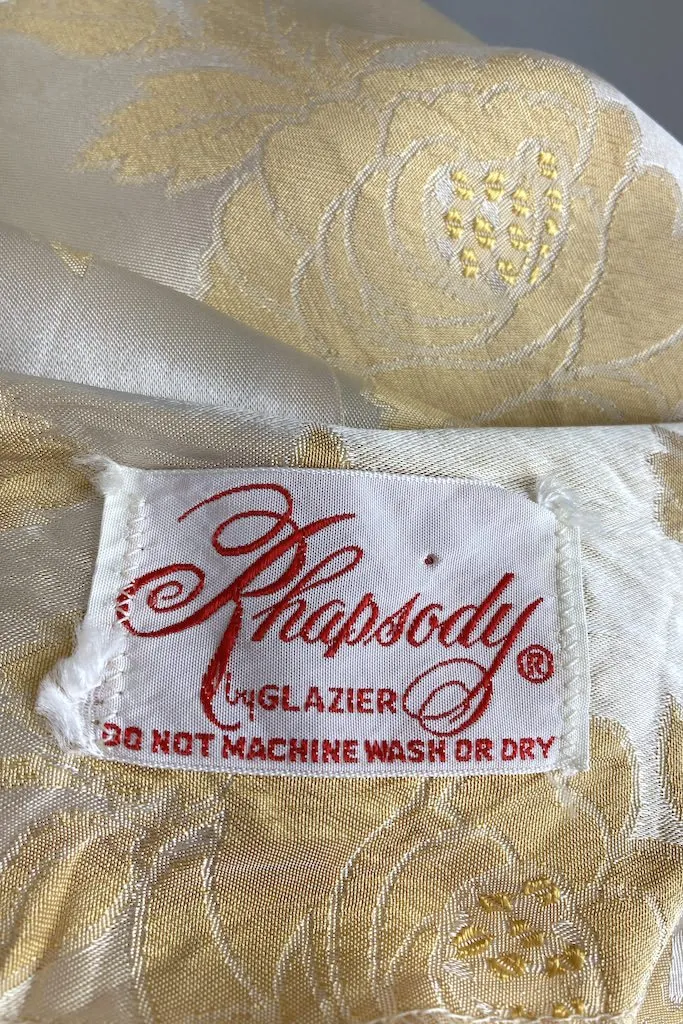 Rhapsody®
by GLAZIER
DO NOT MACHINE WASH OR DRY